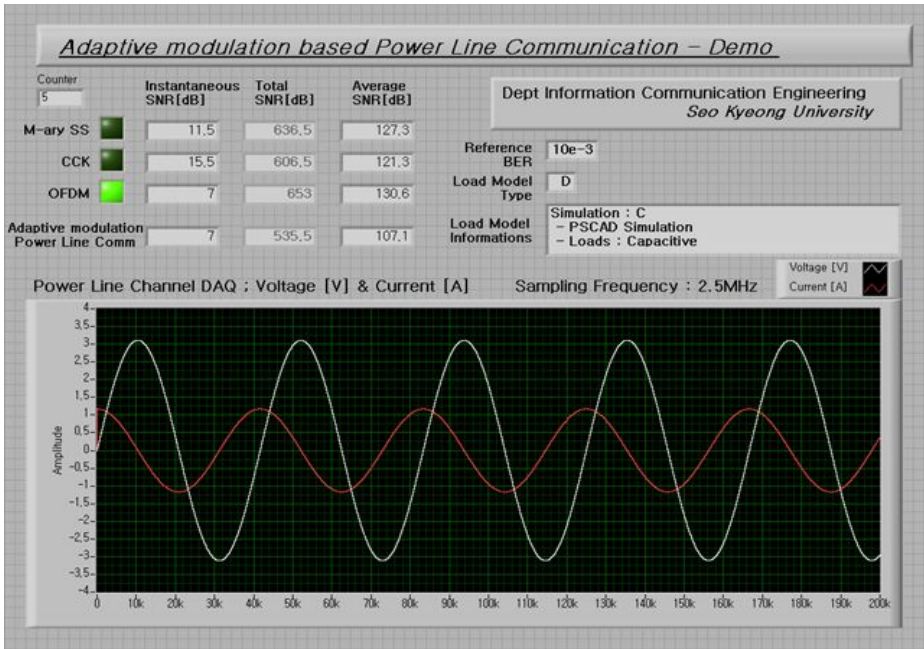 Adaptive modulation based Power Line Communication - Demo
Counter
5
Instantaneous SNR[dB]
Total SNR[dB]
Average SNR[dB]
M-ary SS 11,5 636,5 127,3
CCK 15,5 606,5 121,3
OFDM 7 653 130,6
Adaptive modulation
Power Line Comm 7 535,5 107,1
Dept Information Communication Engineering
Seo Kyeong University
Reference BER 10e-3
Load Model Type D
Load Model Informations
Simulation : C
- PSCAD Simulation
- Loads : Capacitive
Power Line Channel DAQ ; Voltage [V] & Current [A]
Sampling Frequency : 2.5MHz
Voltage [V]
Current [A]
Amplitude
4
3,5
3
2,5
2
1,5
1
0,5
0
-0,5
-1
-1,5
-2
-2,5
-3
-3,5
-4
0 10k 20k 30k 40k 50k 60k 70k 80k 90k 100k 110k 120k 130k 140k 150k 160k 170k 180k 190k 200k